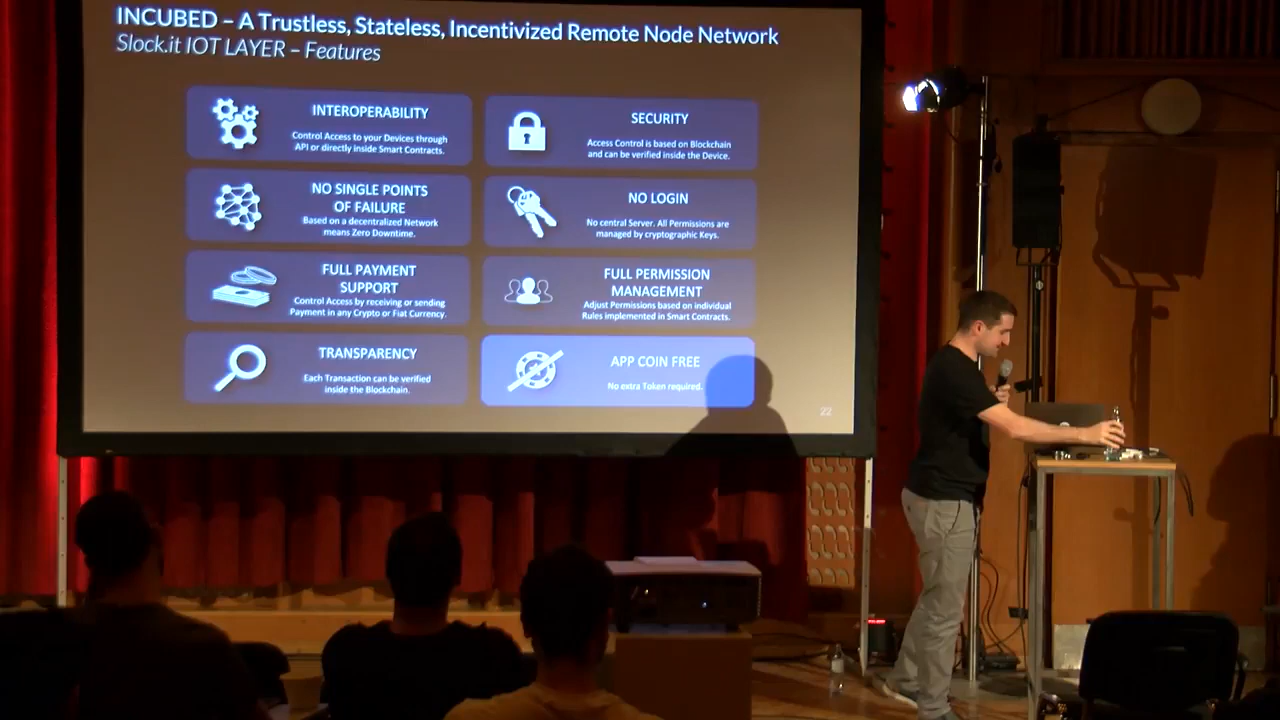 INCUBED – A Trustless, Stateless, Incentivized Remote Node Network
Slock.it IOT LAYER – Features
INTEROPERABILITY
Control Access to your Devices through
API or directly inside Smart Contracts.
SECURITY
Access Control is based on Blockchain
and can be verified inside the Device.
NO SINGLE POINTS
OF FAILURE
Based on a decentralized Network
means Zero Downtime.
NO LOGIN
No central Server. All Permissions are
managed by cryptographic Keys.
FULL PAYMENT
SUPPORT
Control Access by receiving or sending
Payment in any Crypto or Fiat Currency.
FULL PERMISSION
MANAGEMENT
Adjust Permissions based on individual
Rules implemented in Smart Contracts.
TRANSPARENCY
Each Transaction can be verified
inside the Blockchain.
APP COIN FREE
No extra Token required.
22